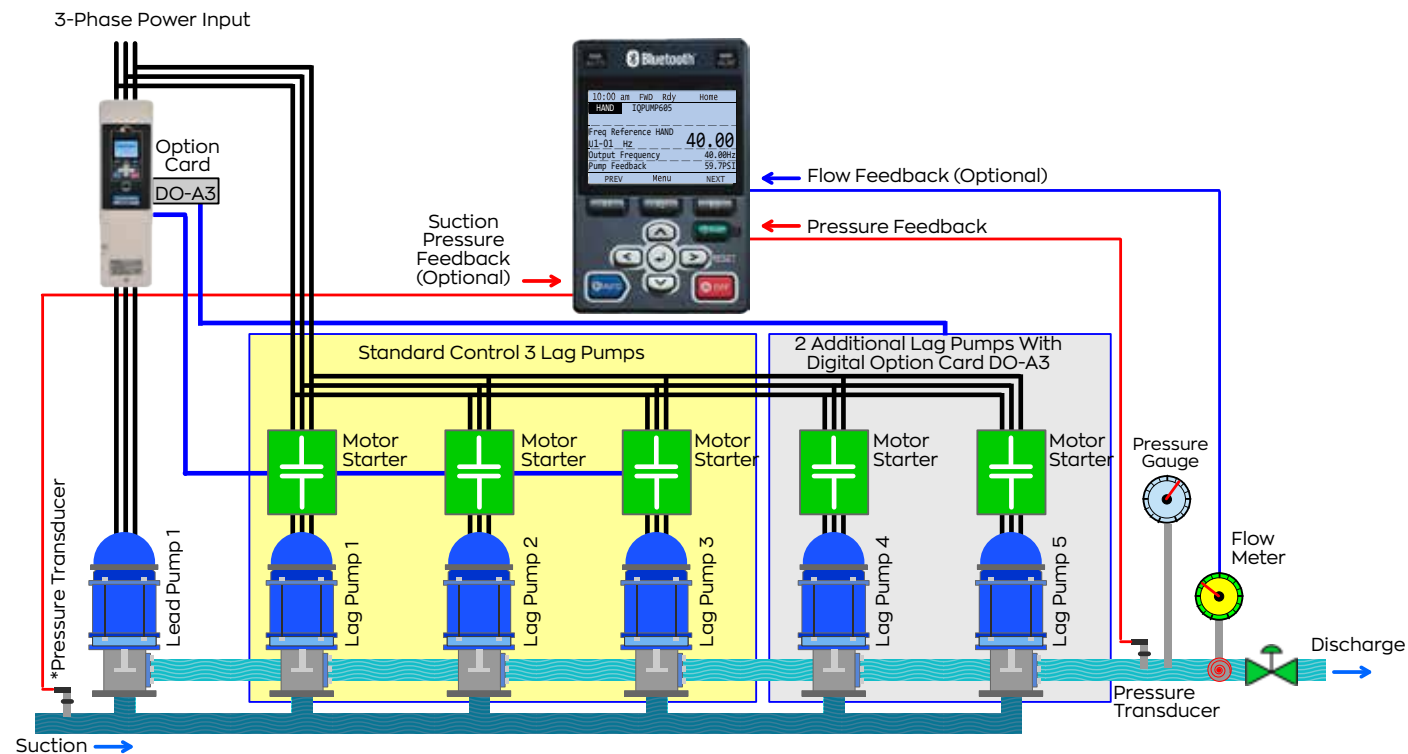 3-Phase Power Input
Bluetooth
10:00 am FWD Rdy Home
HAND IQPUMP605
Freq Reference HAND
U1-01 Hz 40.00
Output Frequency 40.00Hz
Pump Feedback 59.7PSI
PREV Menu NEXT
RESET
AUTO
OFF
Option
Card
DO-A3
Flow Feedback (Optional)
Pressure Feedback
Suction
Pressure
Feedback
(Optional)
Standard Control 3 Lag Pumps
2 Additional Lag Pumps With
Digital Option Card DO-A3
Motor
Starter
Motor
Starter
Motor
Starter
Motor
Starter
Motor
Starter
Pressure
Gauge
Flow
Meter
*Pressure Transducer
Lead Pump 1
Lag Pump 1
Lag Pump 2
Lag Pump 3
Lag Pump 4
Lag Pump 5
Discharge
Pressure
Transducer
Suction